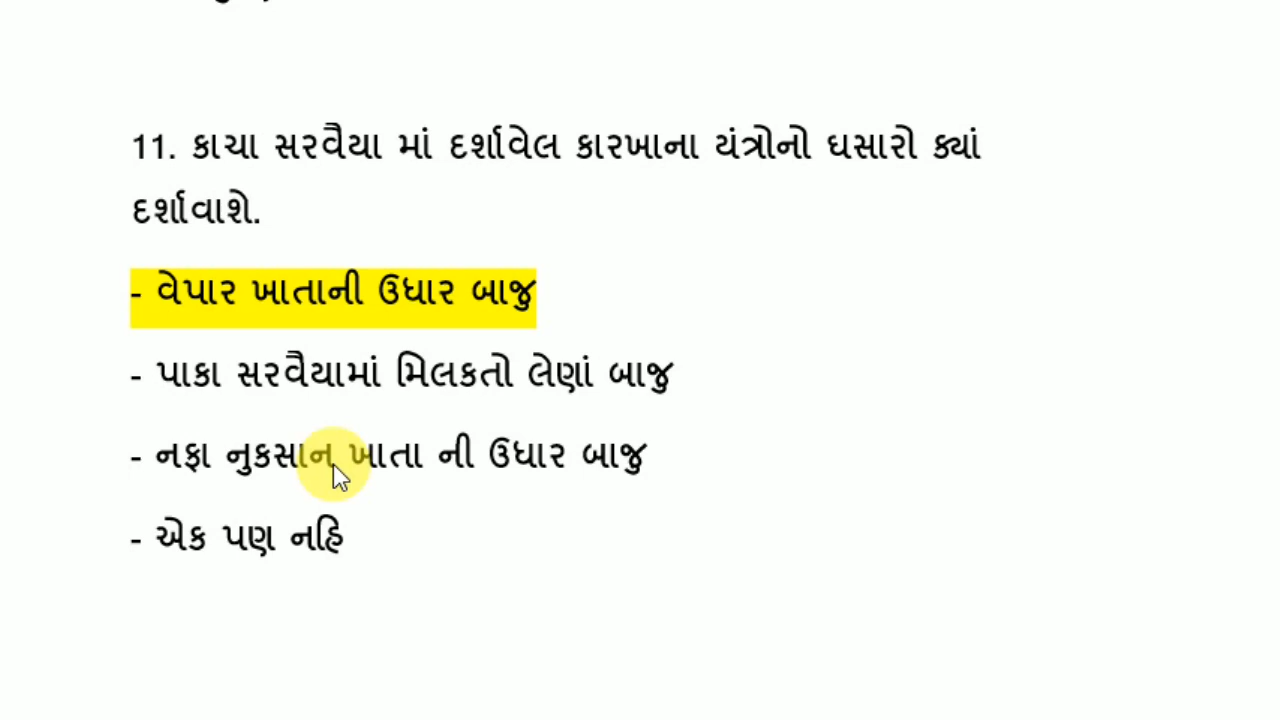 11. કાચા સરવૈયા માં દર્શાવેલ કારખાના યંત્રોનો ઘસારો ક્યાં
દર્શાવાશે.
- વેપાર ખાતાની ઉધાર બાજુ
- પાકા સરવૈયામાં મિલકતો લેણાં બાજુ
- નફા નુકસાન ખાતા ની ઉધાર બાજુ
- એક પણ નહિ